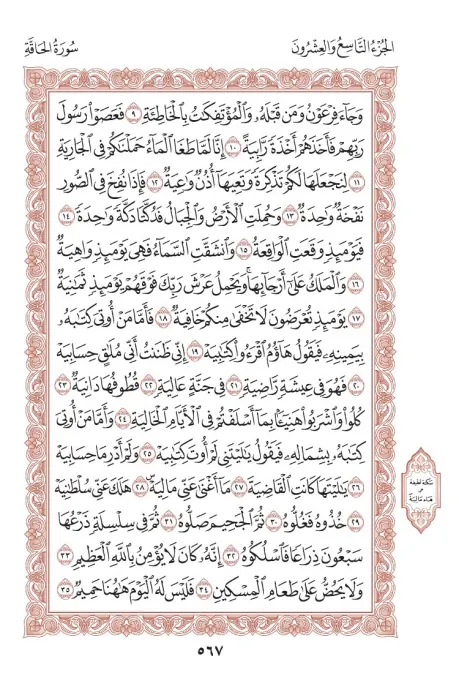 الجُزْءُ التَّاسِعُ وَالعِشْرُونَ
سُورَةُ الحَاقَّةِ
وَجَآءَ فِرۡعَوۡنُ وَمَن قَبۡلَهُۥ وَٱلۡمُؤۡتَفِكَٰتُ بِٱلۡخَاطِئَةِ ٩ فَعَصَوۡاْ رَسُولَ
رَبِّهِمۡ فَأَخَذَهُمۡ أَخۡذَةٗ رَّابِيَةً ١٠ إِنَّا لَمَّا طَغَا ٱلۡمَآءُ حَمَلۡنَٰكُمۡ فِي ٱلۡجَارِيَةِ
١١ لِنَجۡعَلَهَا لَكُمۡ تَذۡكِرَةٗ وَتَعِيَهَآ أُذُنٞ وَٰعِيَةٞ ١٢ فَإِذَا نُفِخَ فِي ٱلصُّورِ
نَفۡخَةٞ وَٰحِدَةٞ ١٣ وَحُمِلَتِ ٱلۡأَرۡضُ وَٱلۡجِبَالُ فَدُكَّتَا دَكَّةٗ وَٰحِدَةٗ ١٤
فَيَوۡمَئِذٖ وَقَعَتِ ٱلۡوَاقِعَةُ ١٥ وَٱنشَقَّتِ ٱلسَّمَآءُ فَهِيَ يَوۡمَئِذٖ وَاهِيَةٞ
١٦ وَٱلۡمَلَكُ عَلَىٰٓ أَرۡجَآئِهَاۚ وَيَحۡمِلُ عَرۡشَ رَبِّكَ فَوۡقَهُمۡ يَوۡمَئِذٖ ثَمَٰنِيَةٞ
١٧ يَوۡمَئِذٖ تُعۡرَضُونَ لَا تَخۡفَىٰ مِنكُمۡ خَافِيَةٞ ١٨ فَأَمَّا مَنۡ أُوتِيَ كِتَٰبَهُۥ
بِيَمِينِهِۦ فَيَقُولُ هَآؤُمُ ٱقۡرَءُواْ كِتَٰبِيَهۡ ١٩ إِنِّي ظَنَنتُ أَنِّي مُلَٰقٍ حِسَابِيَهۡ
٢٠ فَهُوَ فِي عِيشَةٖ رَّاضِيَةٖ ٢١ فِي جَنَّةٍ عَالِيَةٖ ٢٢ قُطُوفُهَا دَانِيَةٞ ٢٣
كُلُواْ وَٱشۡرَبُواْ هَنِيٓـَٔۢا بِمَآ أَسۡلَفۡتُمۡ فِي ٱلۡأَيَّامِ ٱلۡخَالِيَةِ ٢٤ وَأَمَّا مَنۡ أُوتِيَ
كِتَٰبَهُۥ بِشِمَالِهِۦ فَيَقُولُ يَٰلَيۡتَنِي لَمۡ أُوتَ كِتَٰبِيَهۡ ٢٥ وَلَمۡ أَدۡرِ مَا حِسَابِيَهۡ
٢٦ يَٰلَيۡتَهَا كَانَتِ ٱلۡقَاضِيَةَ ٢٧ مَآ أَغۡنَىٰ عَنِّي مَالِيَهۡۜ ٢٨ هَلَكَ عَنِّي سُلۡطَٰنِيَهۡ
٢٩ خُذُوهُ فَغُلُّوهُ ٣٠ ثُمَّ ٱلۡجَحِيمَ صَلُّوهُ ٣١ ثُمَّ فِي سِلۡسِلَةٖ ذَرۡعُهَا
سَبۡعُونَ ذِرَاعٗا فَٱسۡلُكُوهُ ٣٢ إِنَّهُۥ كَانَ لَا يُؤۡمِنُ بِٱللَّهِ ٱلۡعَظِيمِ ٣٣
وَلَا يَحُضُّ عَلَىٰ طَعَامِ ٱلۡمِسۡكِينِ ٣٤ فَلَيۡسَ لَهُ ٱلۡيَوۡمَ هَٰهُنَا حَمِيمٞ ٣٥
سكتة لطيفة
هاء مالية
٥٦٧